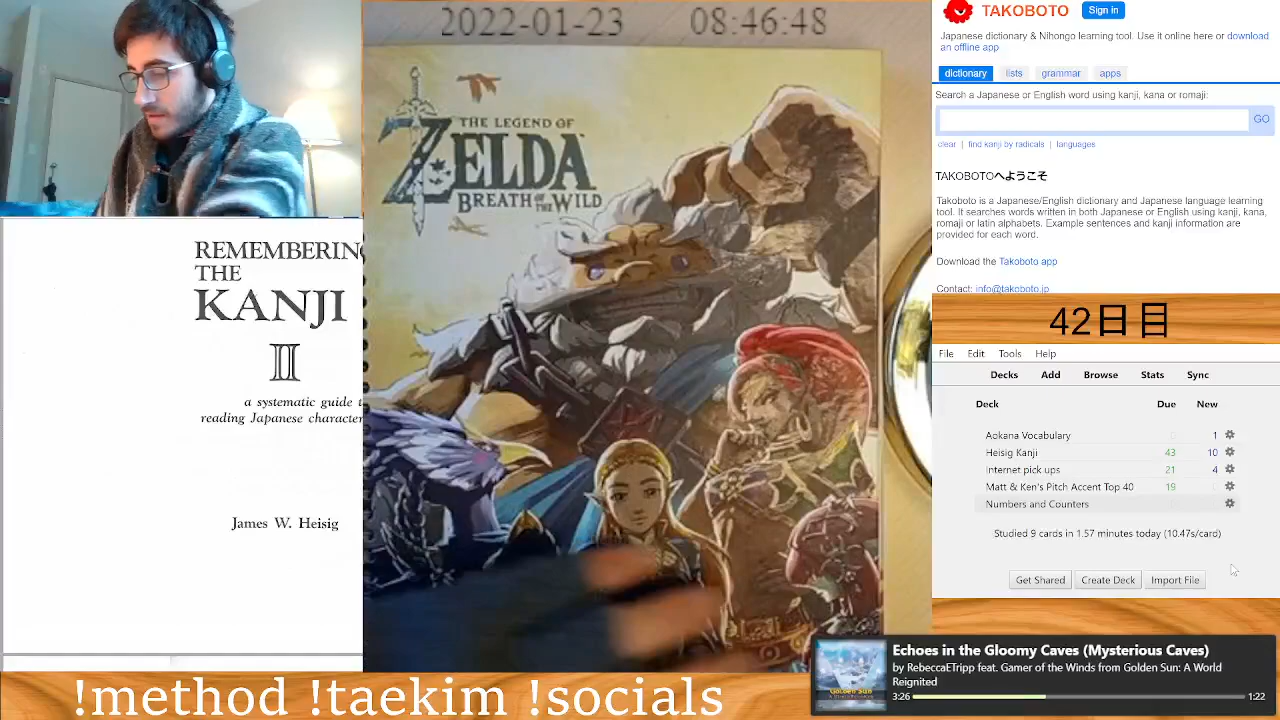 2022-01-23 08:46:48
THE LEGEND OF
ZELDA
BREATH OF THE WILD
REMEMBERING
THE
KANJI
II
a systematic guide t
reading Japanese character
James W. Heisig
TAKOBOTO Sign in
Japanese dictionary & Nihongo learning tool. Use it online here or download
an offline app
dictionary lists grammar apps
Search a Japanese or English word using kanji, kana or romaji:
GO
clear | find kanji by radicals | languages
TAKOBOTOへようこそ
Takoboto is a Japanese/English dictionary and Japanese language learning
tool. It searches words written in both Japanese or English using kanji, kana,
romaji or latin alphabets. Example sentences and kanji information are
provided for each word.
Download the Takoboto app
Contact: info@takoboto.jp
42日目
File Edit Tools Help
Decks Add Browse Stats Sync
Deck Due New
Aokana Vocabulary 0 1
Heisig Kanji 43 10
Internet pick ups 21 4
Matt & Ken's Pitch Accent Top 40 19 0
Numbers and Counters
Studied 9 cards in 1.57 minutes today (10.47s/card)
Get Shared Create Deck Import File
Echoes in the Gloomy Caves (Mysterious Caves)
by RebeccaETripp feat. Gamer of the Winds from Golden Sun: A World
Reignited
3:26 1:22
!method !taekim !socials